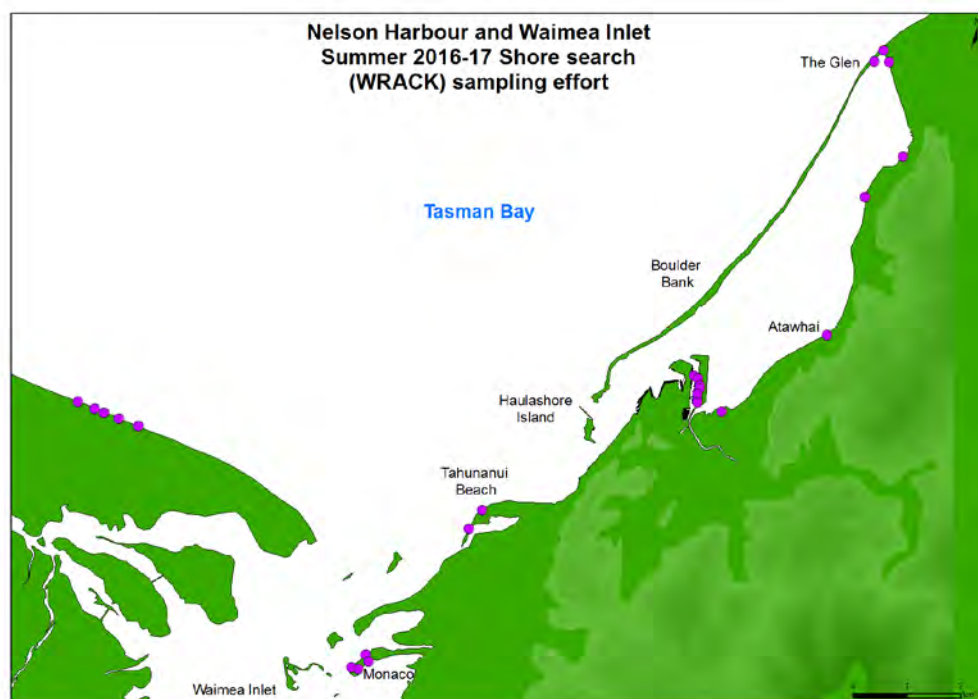 Nelson Harbour and Waimea Inlet
Summer 2016-17 Shore search
(WRACK) sampling effort
The Glen
Tasman Bay
Boulder
Bank
Atawhai
Haulashore
Island
Tahunanui
Beach
Monaco
Waimea Inlet